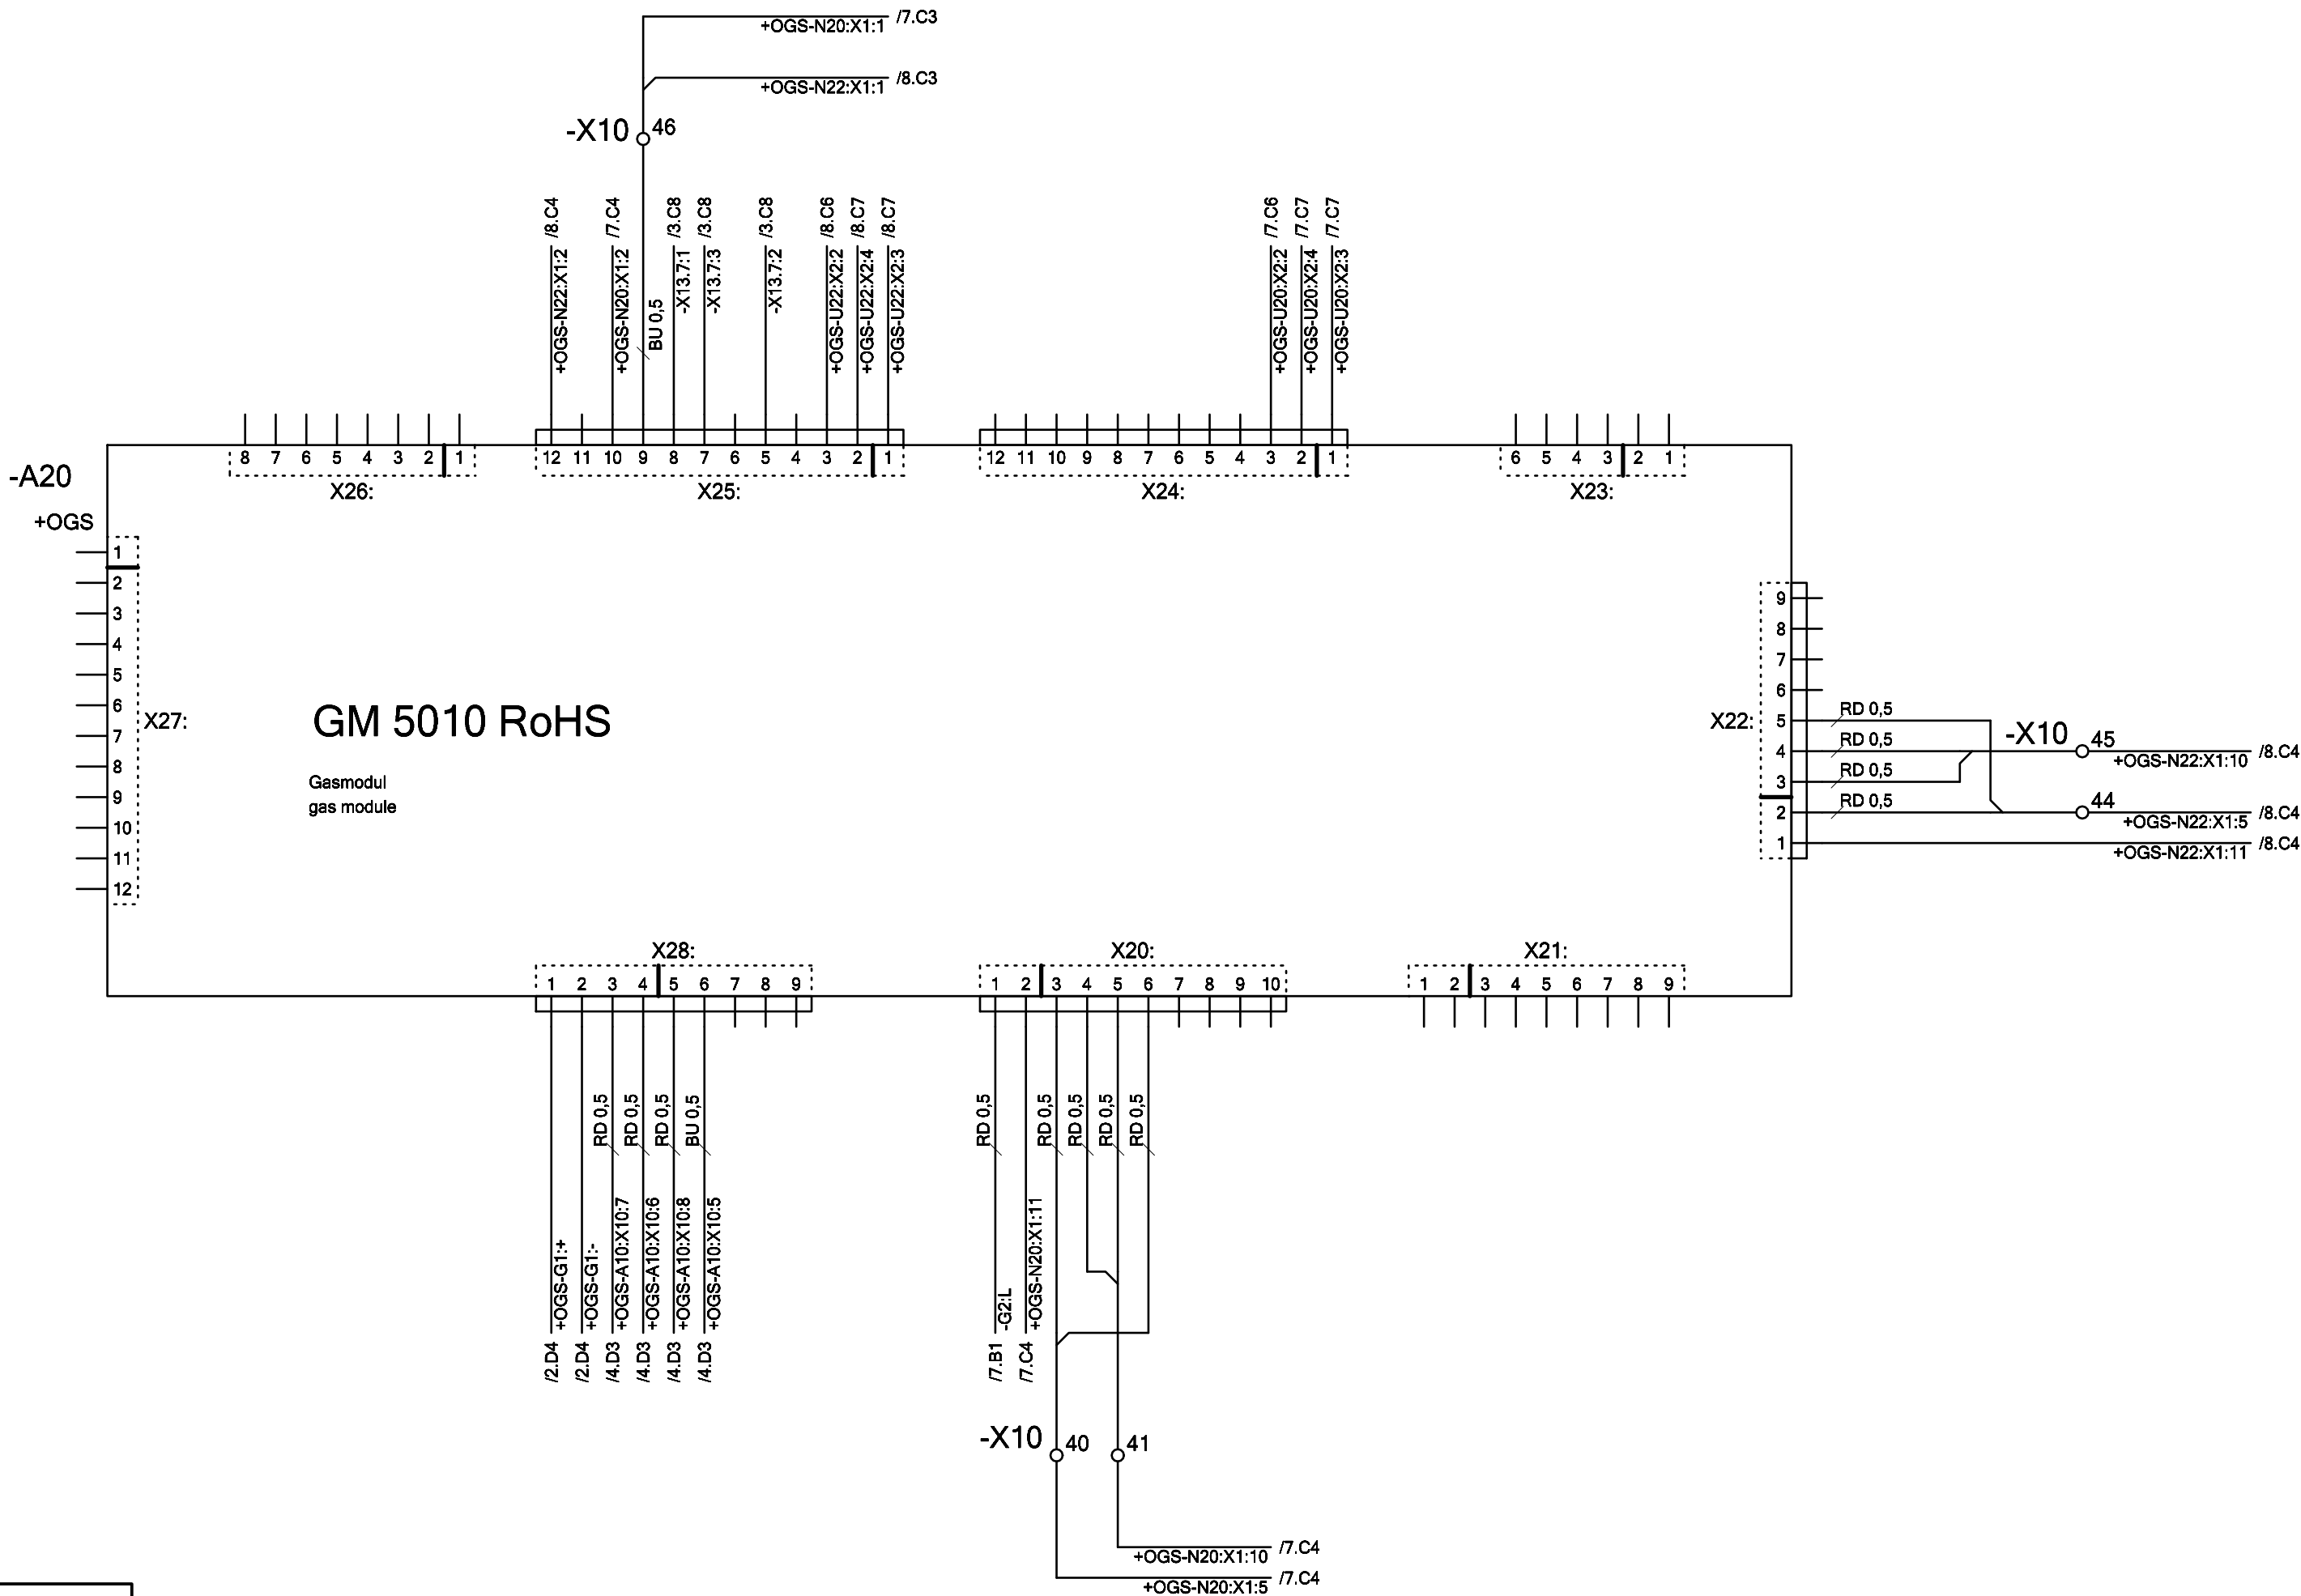 +OGS-N20:X1:1 /7.C3
+OGS-N22:X1:1 /8.C3
-X10 46
/8.C4 /7.C4 /3.C8 /3.C8 /3.C8 /8.C6 /8.C7 /8.C7
+OGS-N22:X1:2 +OGS-N20:X1:2 BU 0,5 -X13.7:1 -X13.7:3 -X13.7:2 +OGS-U22:X2:2 +OGS-U22:X2:4 +OGS-U22:X2:3
/7.C6 /7.C7 /7.C7
+OGS-U20:X2:2 +OGS-U20:X2:4 +OGS-U20:X2:3
8 7 6 5 4 3 2 1
X26:
12 11 10 9 8 7 6 5 4 3 2 1
X25:
12 11 10 9 8 7 6 5 4 3 2 1
X24:
6 5 4 3 2 1
X23:
-A20
+OGS
1
2
3
4
5
6
7
8
9
10
11
12
X27:
GM 5010 RoHS
Gasmodul
gas module
9
8
7
6
5
4
3
2
1
X22:
RD 0,5
RD 0,5
RD 0,5
RD 0,5
-X10 45
+OGS-N22:X1:10 /8.C4
44
+OGS-N22:X1:5 /8.C4
+OGS-N22:X1:11 /8.C4
X28:
1 2 3 4 5 6 7 8 9
X20:
1 2 3 4 5 6 7 8 9 10
X21:
1 2 3 4 5 6 7 8 9
RD 0,5 RD 0,5 RD 0,5 BU 0,5
+OGS-G1:+ +OGS-G1:- +OGS-A10:X10:7 +OGS-A10:X10:6 +OGS-A10:X10:8 +OGS-A10:X10:5
/2.D4 /2.D4 /4.D3 /4.D3 /4.D3 /4.D3
RD 0,5 RD 0,5 RD 0,5 RD 0,5 RD 0,5
-G2:L +OGS-N20:X1:11
/7.B1 /7.C4
-X10 40 41
+OGS-N20:X1:10 /7.C4
+OGS-N20:X1:5 /7.C4